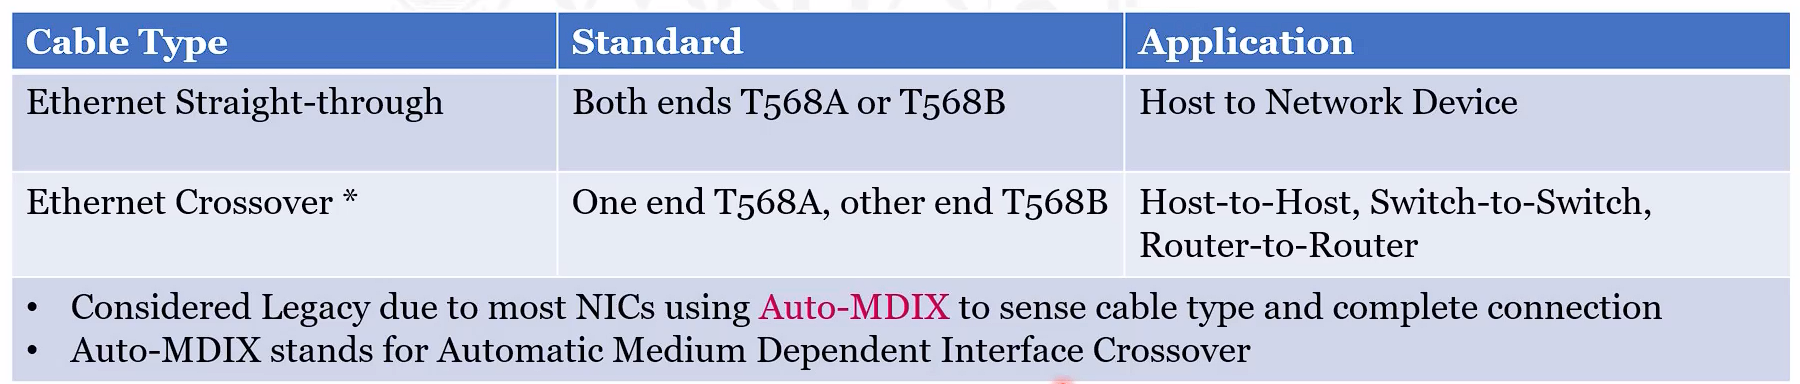 Cable Type Standard Application
Ethernet Straight-through Both ends T568A or T568B Host to Network Device
Ethernet Crossover * One end T568A, other end T568B Host-to-Host, Switch-to-Switch,
Router-to-Router
• Considered Legacy due to most NICs using Auto-MDIX to sense cable type and complete connection
• Auto-MDIX stands for Automatic Medium Dependent Interface Crossover